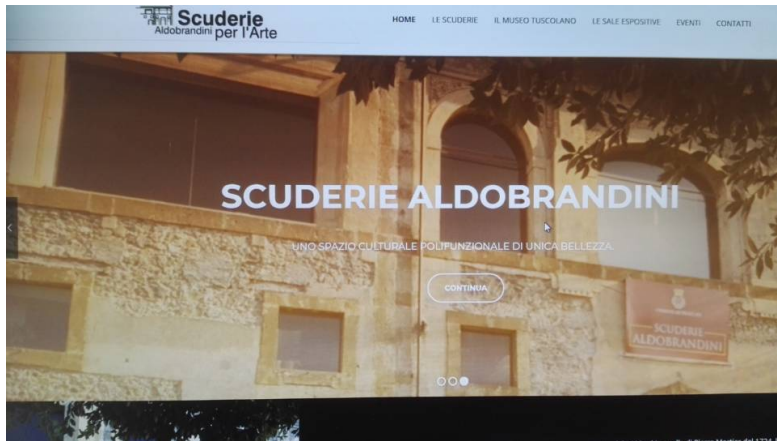 Scuderie
Aldobrandini per l'Arte
HOME LE SCUDERIE IL MUSEO TUSCOLANO LE SALE ESPOSITIVE EVENTI CONTATTI
SCUDERIE ALDOBRANDINI
UNO SPAZIO CULTURALE POLIFUNZIONALE DI UNICA BELLEZZA.
CONTINUA
SCUDERIE
ALDOBRANDINI